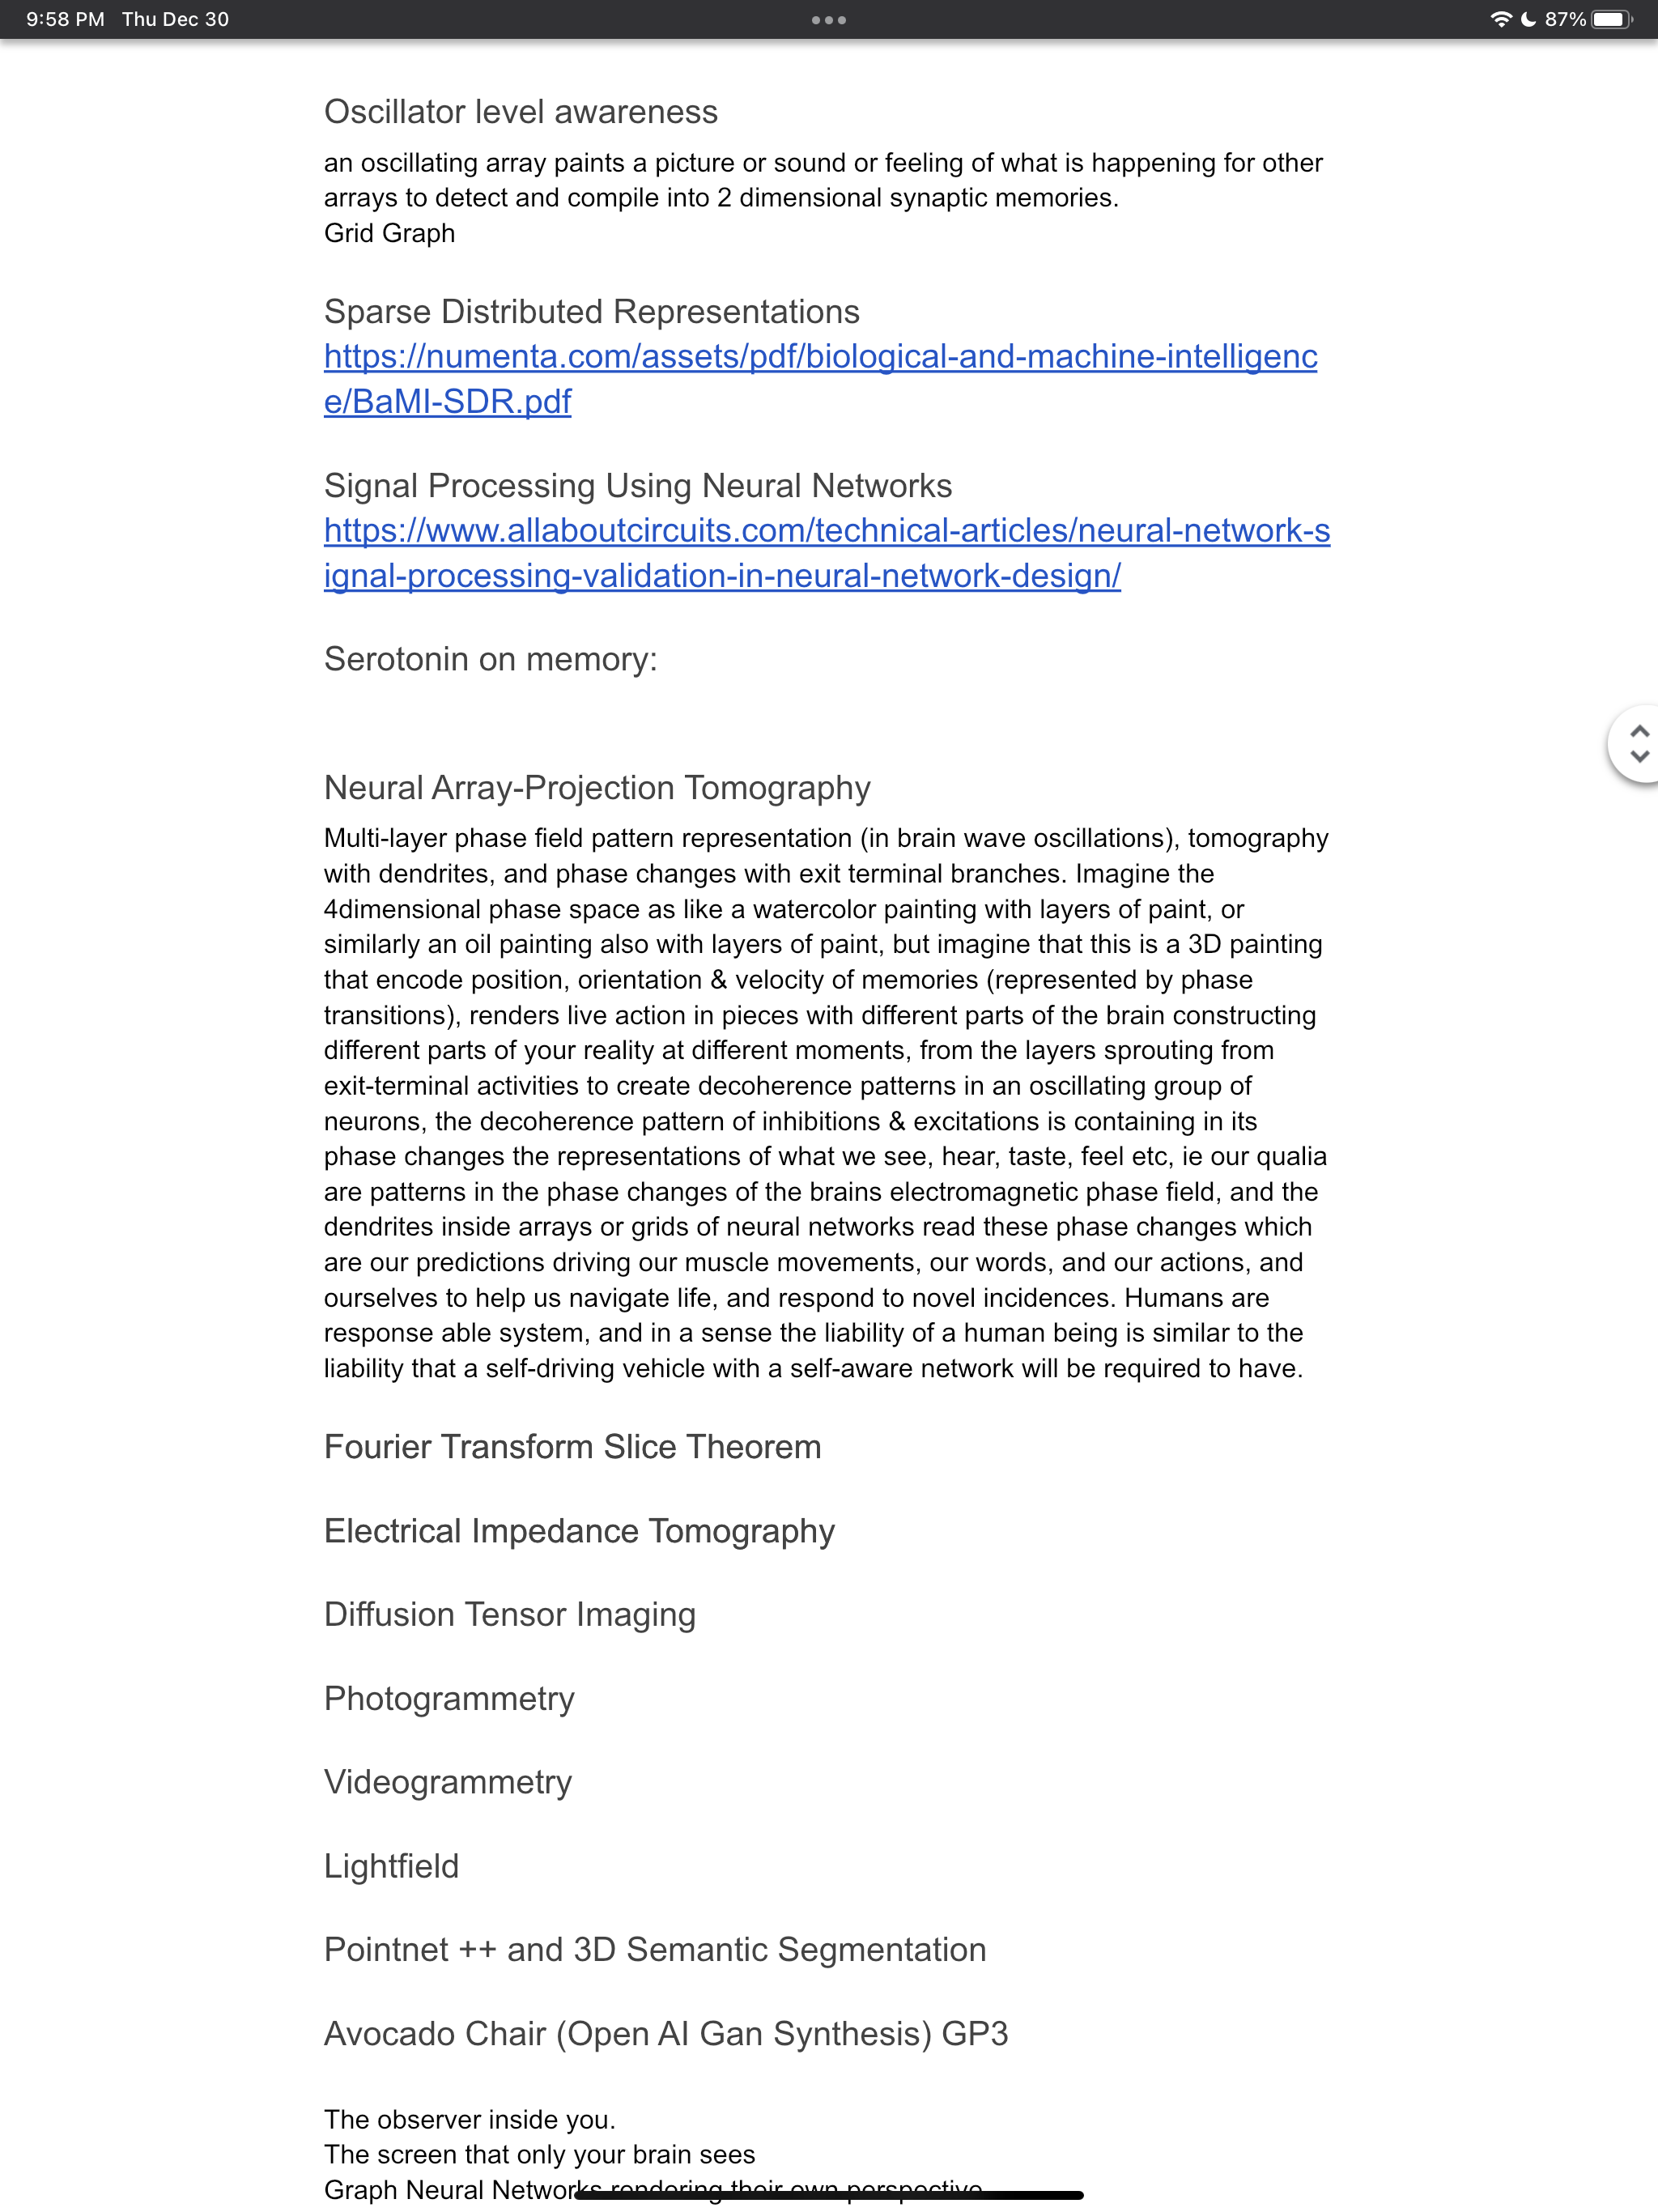 9:58 PM Thu Dec 30
87%
Oscillator level awareness
an oscillating array paints a picture or sound or feeling of what is happening for other
arrays to detect and compile into 2 dimensional synaptic memories.
Grid Graph
Sparse Distributed Representations
https://numenta.com/assets/pdf/biological-and-machine-intelligenc
e/BaMI-SDR.pdf
Signal Processing Using Neural Networks
https://www.allaboutcircuits.com/technical-articles/neural-network-s
ignal-processing-validation-in-neural-network-design/
Serotonin on memory:
Neural Array-Projection Tomography
Multi-layer phase field pattern representation (in brain wave oscillations), tomography
with dendrites, and phase changes with exit terminal branches. Imagine the
4dimensional phase space as like a watercolor painting with layers of paint, or
similarly an oil painting also with layers of paint, but imagine that this is a 3D painting
that encode position, orientation & velocity of memories (represented by phase
transitions), renders live action in pieces with different parts of the brain constructing
different parts of your reality at different moments, from the layers sprouting from
exit-terminal activities to create decoherence patterns in an oscillating group of
neurons, the decoherence pattern of inhibitions & excitations is containing in its
phase changes the representations of what we see, hear, taste, feel etc, ie our qualia
are patterns in the phase changes of the brains electromagnetic phase field, and the
dendrites inside arrays or grids of neural networks read these phase changes which
are our predictions driving our muscle movements, our words, and our actions, and
ourselves to help us navigate life, and respond to novel incidences. Humans are
response able system, and in a sense the liability of a human being is similar to the
liability that a self-driving vehicle with a self-aware network will be required to have.
Fourier Transform Slice Theorem
Electrical Impedance Tomography
Diffusion Tensor Imaging
Photogrammetry
Videogrammetry
Lightfield
Pointnet ++ and 3D Semantic Segmentation
Avocado Chair (Open AI Gan Synthesis) GP3
The observer inside you.
The screen that only your brain sees
Graph Neural Networks rendering their own perspective